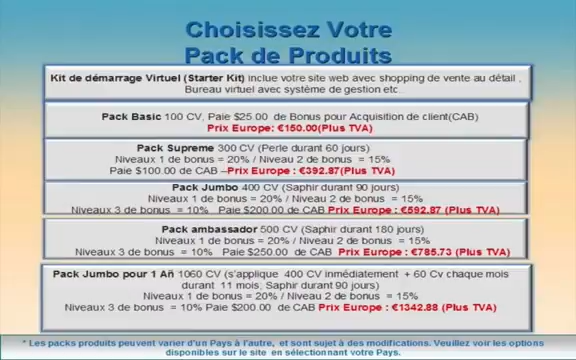 Choisissez Votre
Pack de Produits
Kit de démarrage Virtuel (Starter Kit) inclue votre site web avec shopping de vente au détail .
Bureau virtuel avec système de gestion etc.
Pack Basic 100 CV, Paie $25.00 de Bonus pour Acquisition de client(CAB)
Prix Europe: €150.00(Plus TVA)
Pack Supreme 300 CV (Perle durant 60 jours)
Niveaux 1 de bonus = 20% / Niveau 2 de bonus = 15%
Paie $100.00 de CAB –Prix Europe : €392.87(Plus TVA)
Pack Jumbo 400 CV (Saphir durant 90 jours)
Niveaux 1 de bonus = 20% / Niveau 2 de bonus = 15%
Niveaux 3 de bonus = 10% Paie $200.00 de CAB Prix Europe : €592.87 (Plus TVA)
Pack ambassador 500 CV (Saphir durant 180 jours)
Niveaux 1 de bonus = 20% / Niveau 2 de bonus = 15%
Niveaux 3 de bonus = 10% Paie $250.00 de CAB Prix Europe : €785.73 (Plus TVA)
Pack Jumbo pour 1 Añ 1060 CV (s'applique 400 CV inmédiatement + 60 Cv chaque mois
durant 11 mois, Saphir durant 90 jours)
Niveaux 1 de bonus = 20% / Niveau 2 de bonus = 15%
Niveaux 3 de bonus = 10% Paie $200.00 de CAB Prix Europe : €1342.88 (Plus TVA)
* Les packs produits peuvent varier d'un Pays à l'autre, et sont sujet à des modifications. Veuillez voir les options
disponibles sur le site en sélectionnant votre Pays.